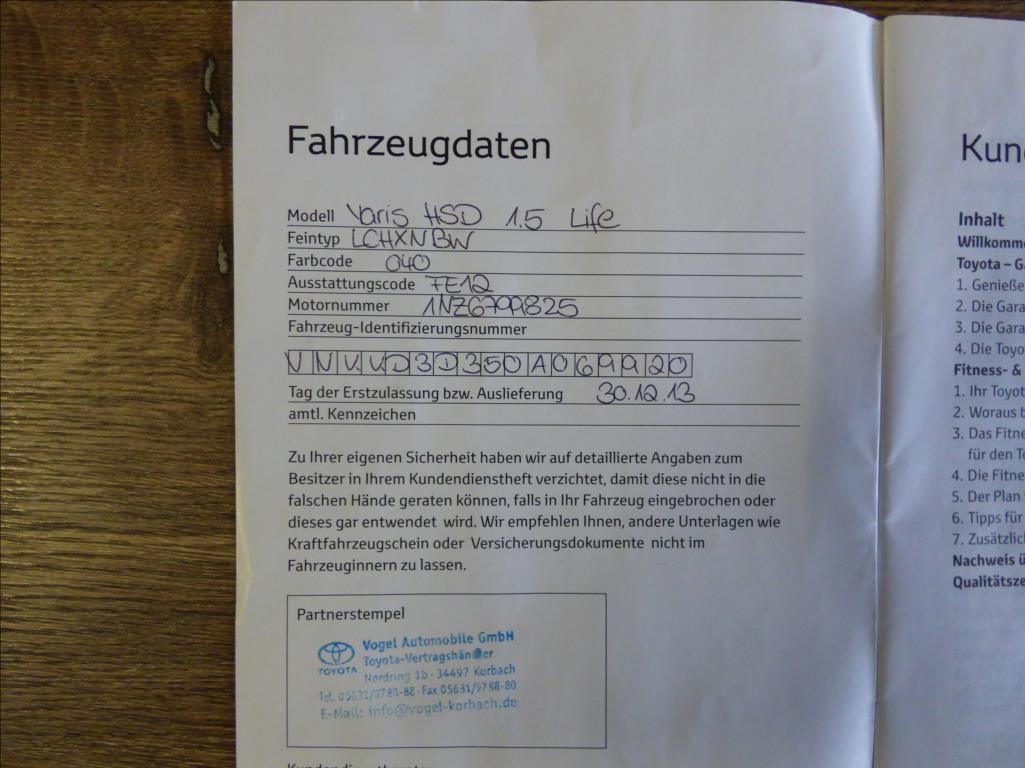 Fahrzeugdaten
Modell Yaris HSD 1.5 Life
Feintyp LCHXNBW
Farbcode 040
Ausstattungscode FE12
Motornummer
Fahrzeug-Identifizierungsnummer
Tag der Erstzulassung bzw. Auslieferung 30.12.13
amtl. Kennzeichen
Zu Ihrer eigenen Sicherheit haben wir auf detaillierte Angaben zum
Besitzer in Ihrem Kundendienstheft verzichtet, damit diese nicht in die
falschen Hände geraten können, falls in Ihr Fahrzeug eingebrochen oder
dieses gar entwendet wird. Wir empfehlen Ihnen, andere Unterlagen wie
Kraftfahrzeugschein oder Versicherungsdokumente nicht im
Fahrzeuginnern zu lassen.
Partnerstempel
TOYOTA
Vogel Automobile GmbH
Toyota-Vertragshändler
Nordring 1b · 34497 Korbach
Tel. 05631/9788-88 · Fax 05631/9788-80
E-Mail: info@vogel-korbach.de
Kun
Inhalt
Willkomme
Toyota – Ga
1. Genieße
2. Die Gara
3. Die Gara
4. Die Toyo
Fitness- &
1. Ihr Toyot
2. Woraus b
3. Das Fitne
für den To
4. Die Fitne
5. Der Plan
6. Tipps für
7. Zusätzlich
Nachweis ü
Qualitätsze